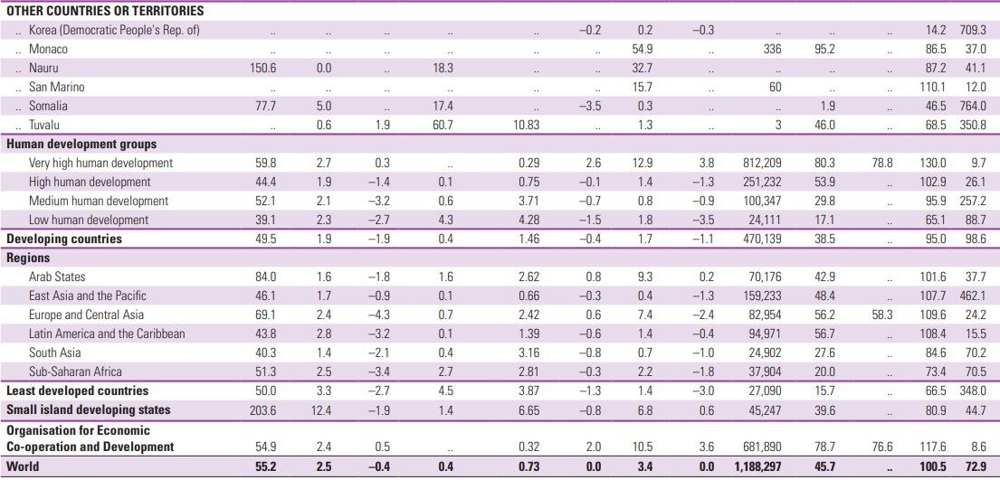 OTHER COUNTRIES OR TERRITORIES
.. Korea (Democratic People's Rep. of) .. .. .. .. .. –0.2 0.2 –0.3 .. .. .. 14.2 709.3
.. Monaco .. .. .. .. .. .. 54.9 .. 336 95.2 .. 86.5 37.0
.. Nauru 150.6 0.0 .. 18.3 .. .. 32.7 .. .. .. .. 87.2 41.1
.. San Marino .. .. .. .. .. .. 15.7 .. 60 .. .. 110.1 12.0
.. Somalia 77.7 5.0 .. 17.4 .. –3.5 0.3 .. .. 1.9 .. 46.5 764.0
.. Tuvalu .. 0.6 1.9 60.7 10.83 .. 1.3 .. 3 46.0 .. 68.5 350.8
Human development groups
Very high human development 59.8 2.7 0.3 .. 0.29 2.6 12.9 3.8 812,209 80.3 78.8 130.0 9.7
High human development 44.4 1.9 –1.4 0.1 0.75 –0.1 1.4 –1.3 251,232 53.9 .. 102.9 26.1
Medium human development 52.1 2.1 –3.2 0.6 3.71 –0.7 0.8 –0.9 100,347 29.8 .. 95.9 257.2
Low human development 39.1 2.3 –2.7 4.3 4.28 –1.5 1.8 –3.5 24,111 17.1 .. 65.1 88.7
Developing countries 49.5 1.9 –1.9 0.4 1.46 –0.4 1.7 –1.1 470,139 38.5 .. 95.0 98.6
Regions
Arab States 84.0 1.6 –1.8 1.6 2.62 0.8 9.3 0.2 70,176 42.9 .. 101.6 37.7
East Asia and the Pacific 46.1 1.7 –0.9 0.1 0.66 –0.3 0.4 –1.3 159,233 48.4 .. 107.7 462.1
Europe and Central Asia 69.1 2.4 –4.3 0.7 2.42 0.6 7.4 –2.4 82,954 56.2 58.3 109.6 24.2
Latin America and the Caribbean 43.8 2.8 –3.2 0.1 1.39 –0.6 1.4 –0.4 94,971 56.7 .. 108.4 15.5
South Asia 40.3 1.4 –2.1 0.4 3.16 –0.8 0.7 –1.0 24,902 27.6 .. 84.6 70.2
Sub-Saharan Africa 51.3 2.5 –3.4 2.7 2.81 –0.3 2.2 –1.8 37,904 20.0 .. 73.4 70.5
Least developed countries 50.0 3.3 –2.7 4.5 3.87 –1.3 1.4 –3.0 27,090 15.7 .. 66.5 348.0
Small island developing states 203.6 12.4 –1.9 1.4 6.65 –0.8 6.8 0.6 45,247 39.6 .. 80.9 44.7
Organisation for Economic
Co-operation and Development 54.9 2.4 0.5 .. 0.32 2.0 10.5 3.6 681,890 78.7 76.6 117.6 8.6
World 55.2 2.5 –0.4 0.4 0.73 0.0 3.4 0.0 1,188,297 45.7 .. 100.5 72.9